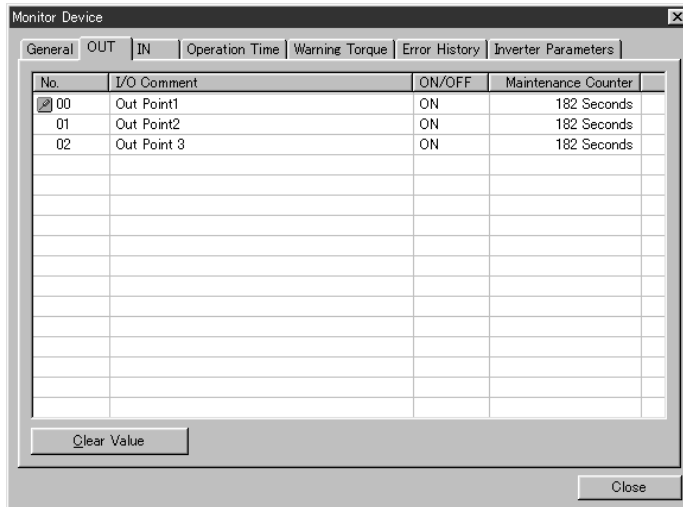 Monitor Device
General OUT IN Operation Time Warning Torque Error History Inverter Parameters
No. I/O Comment ON/OFF Maintenance Counter
00 Out Point1 ON 182 Seconds
01 Out Point2 ON 182 Seconds
02 Out Point 3 ON 182 Seconds
Clear Value
Close